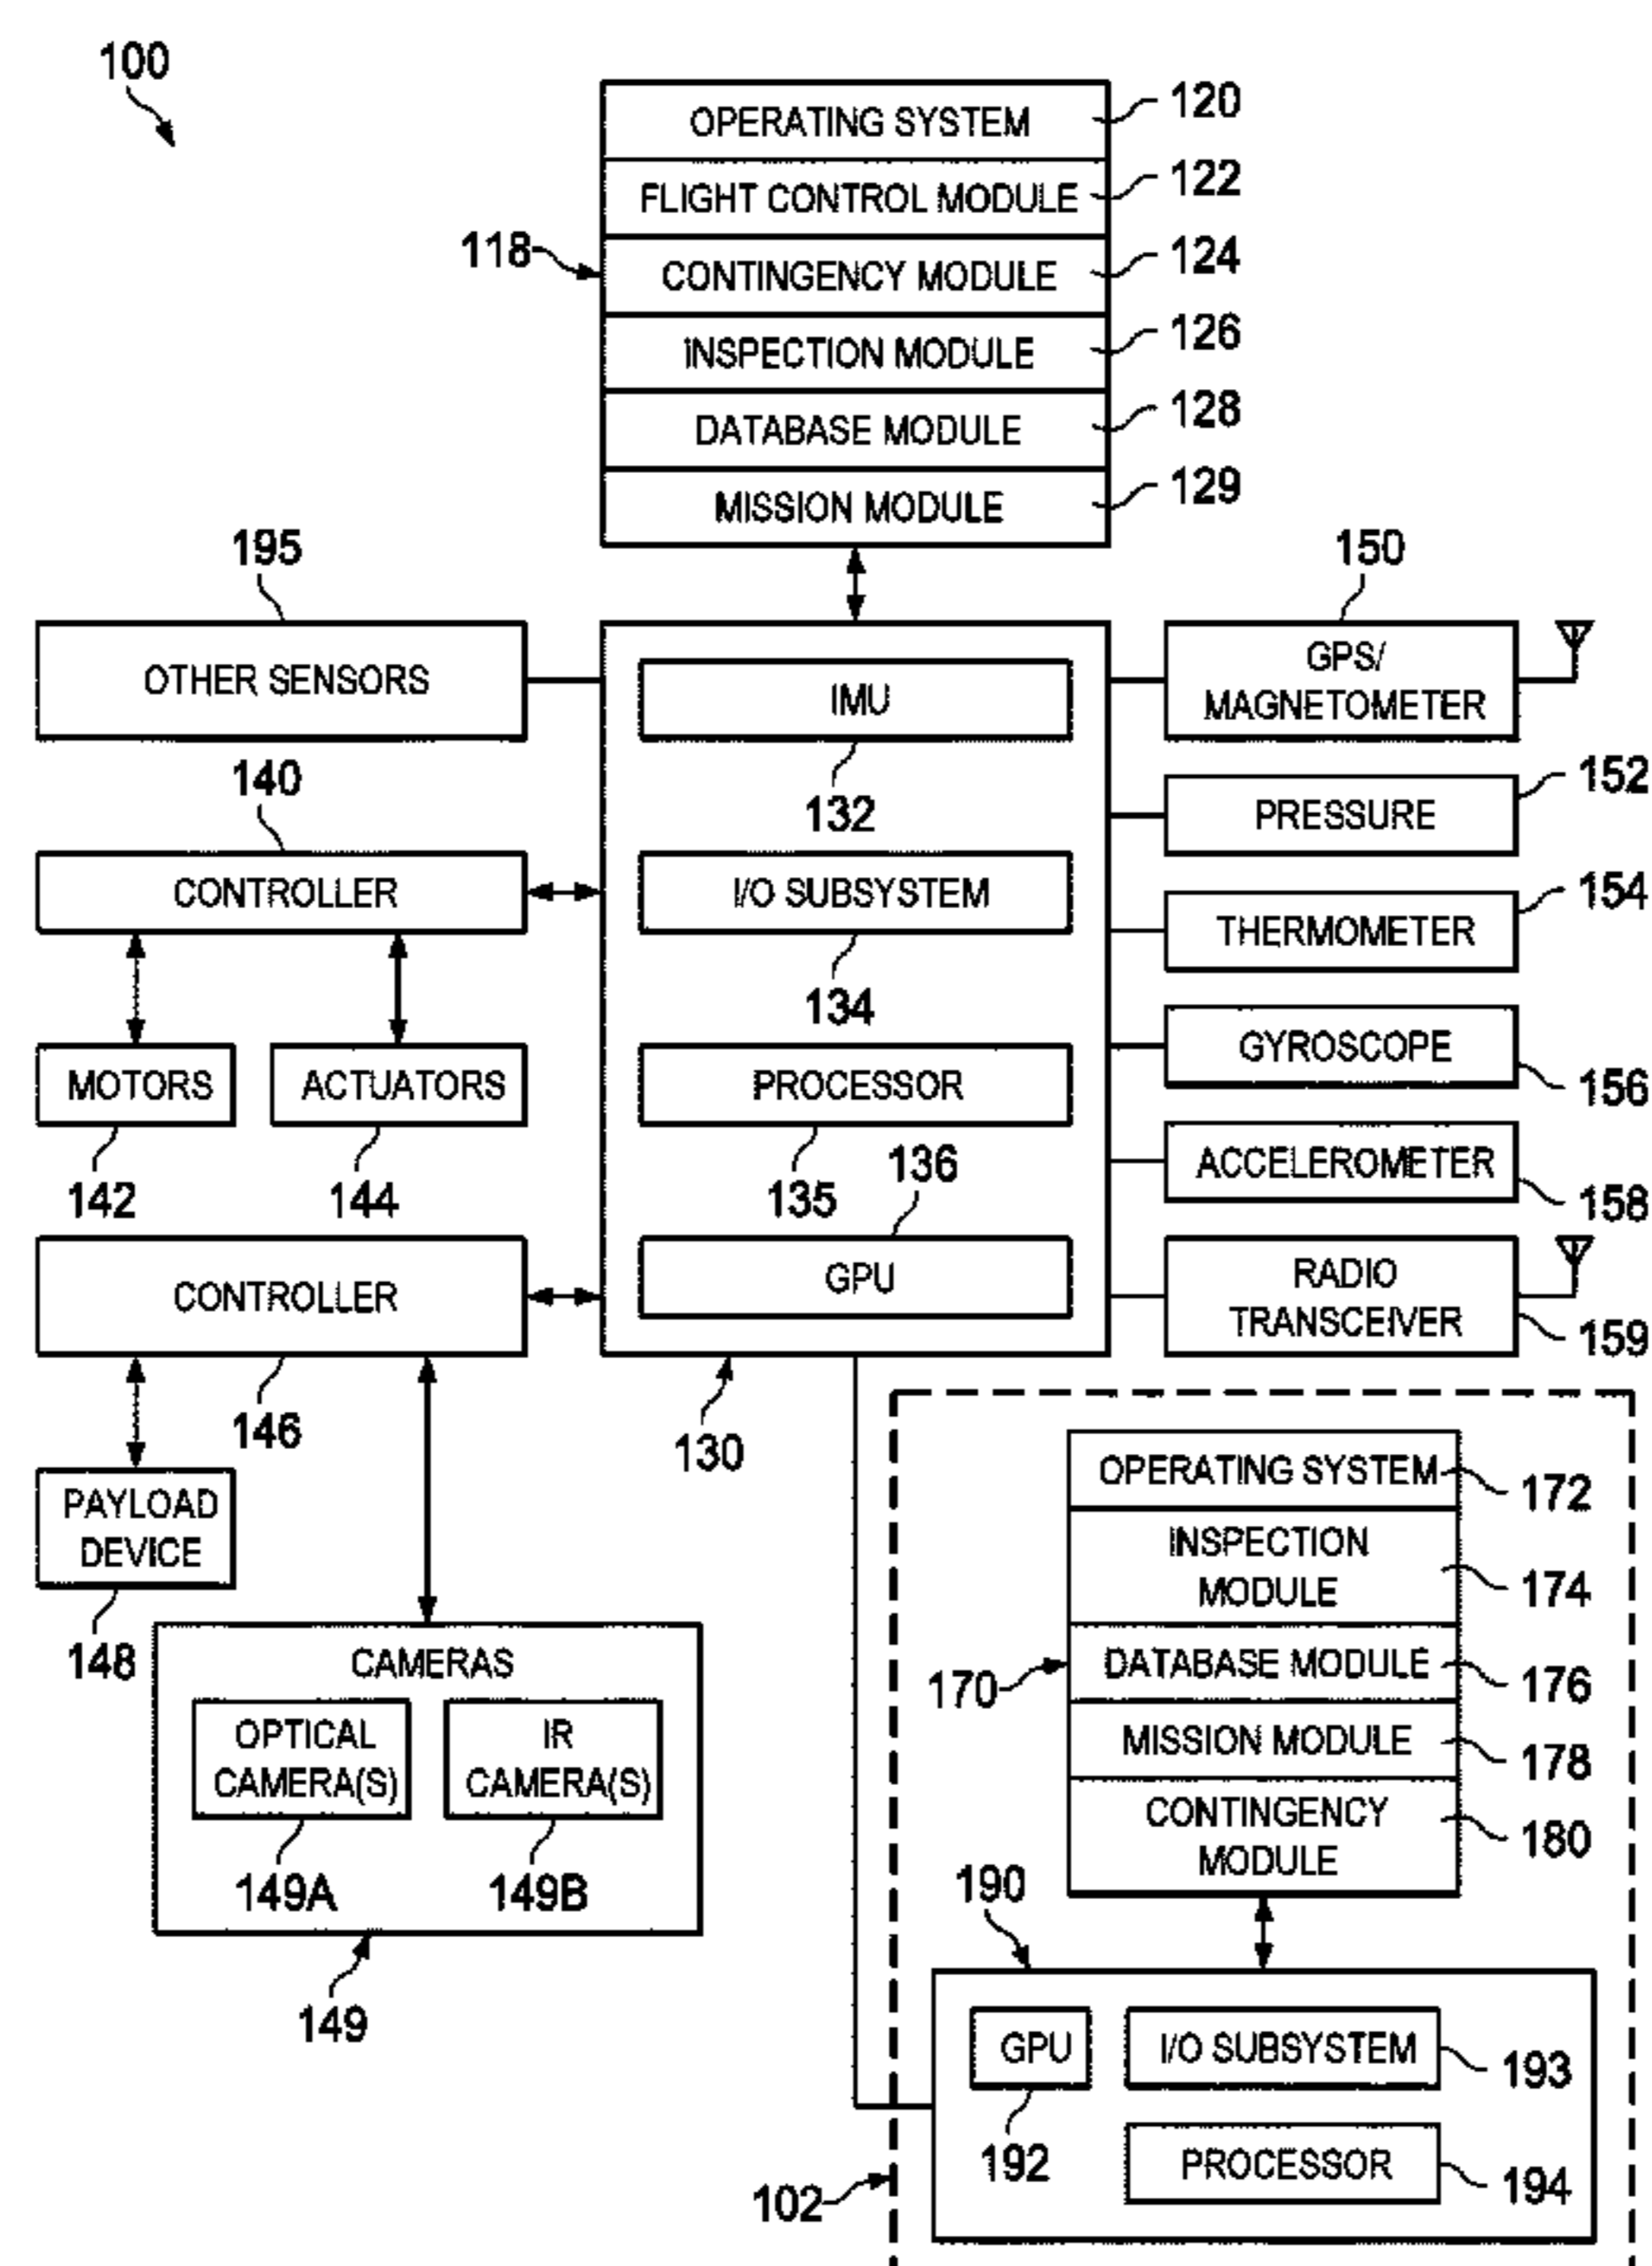 100
OPERATING SYSTEM
120
FLIGHT CONTROL MODULE
122
118
CONTINGENCY MODULE
124
INSPECTION MODULE
126
DATABASE MODULE
128
MISSION MODULE
129
195
150
OTHER SENSORS
IMU
132
GPS/
MAGNETOMETER
140
PRESSURE
152
CONTROLLER
I/O SUBSYSTEM
134
THERMOMETER
154
MOTORS
142
ACTUATORS
144
PROCESSOR
135
GYROSCOPE
156
ACCELEROMETER
158
136
CONTROLLER
146
GPU
130
RADIO
TRANSCEIVER
159
PAYLOAD
DEVICE
148
CAMERAS
OPTICAL
CAMERA(S)
149A
IR
CAMERA(S)
149B
149
OPERATING SYSTEM
172
INSPECTION
MODULE
174
170
DATABASE MODULE
176
MISSION MODULE
178
CONTINGENCY
MODULE
180
190
GPU
192
I/O SUBSYSTEM
193
PROCESSOR
194
102